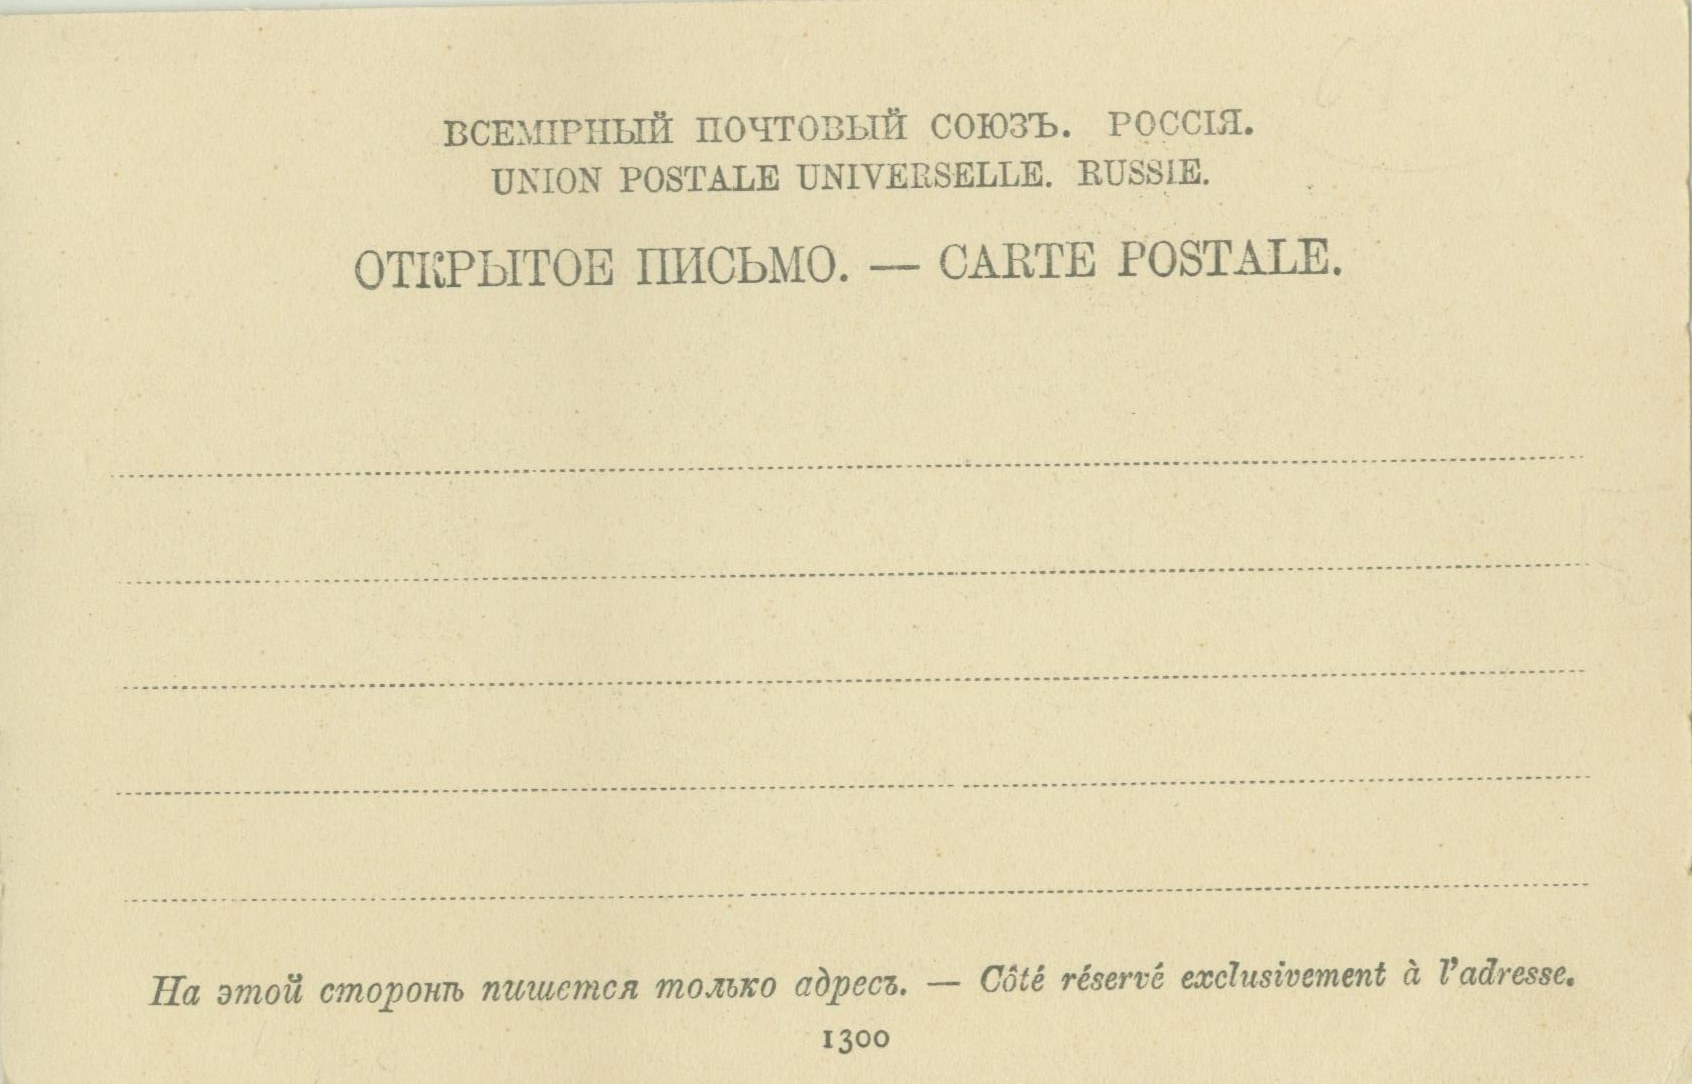 ВСЕМІРНЫЙ ПОЧТОВЫЙ СОЮЗЪ. РОССІЯ.
UNION POSTALE UNIVERSELLE. RUSSIE.
ОТКРЫТОЕ ПИСЬМО. — CARTE POSTALE.
На этой сторонѣ пишется только адресъ. — Côté réservé exclusivement à l'adresse.
1300